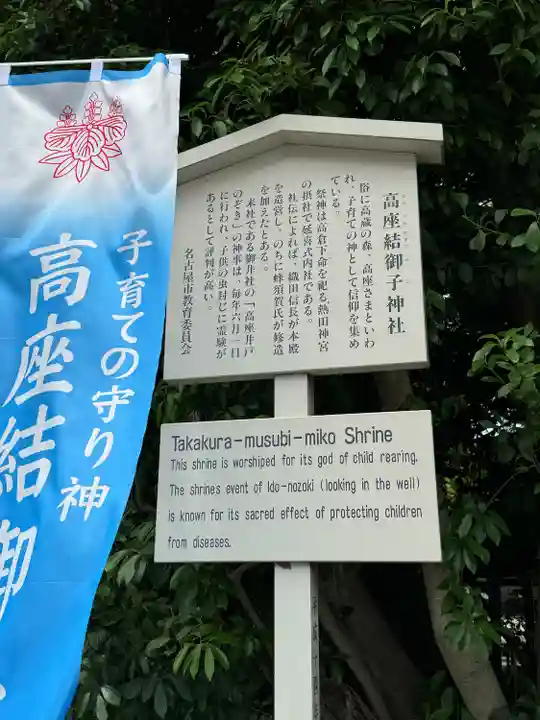 子育ての守り神
高座結御
高座結御子神社
俗に高蔵の森、高座さまといわ
れ、子育ての神として信仰を集め
ている。
祭神は高倉下命を祀る熱田神宮
の摂社で延喜式内社である。
社伝によれば、織田信長が本殿
を造営し、のちに蜂須賀氏が修造
を加えたとある。
末社である御井社の「高座井戸
のぞき」の神事は、毎年六月一日
に行われ、子供の虫封じに霊験が
あるとして評判が高い。
名古屋市教育委員会
Takakura-musubi-miko Shrine
This shrine is worshiped for its god of child rearing.
The shrine's event of Ido-nozoki (looking in the well)
is known for its sacred effect of protecting children
from diseases.